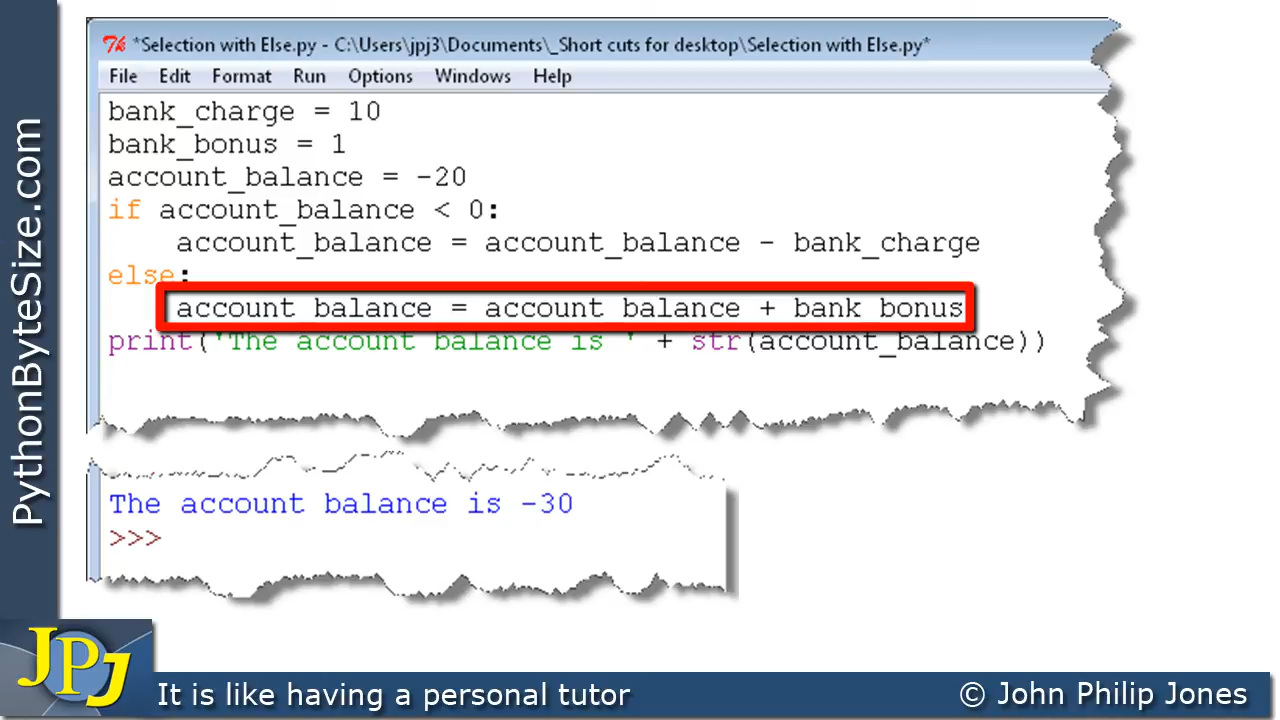 *Selection with Else.py - C:\Users\jpj3\Documents\_Short cuts for desktop\Selection with Else.py*
File Edit Format Run Options Windows Help
bank_charge = 10
bank_bonus = 1
account_balance = -20
if account_balance < 0:
    account_balance = account_balance - bank_charge
else:
    account_balance = account_balance + bank_bonus
print('The account balance is ' + str(account_balance))
The account balance is -30
>>>
PythonByteSize.com
JPJ
It is like having a personal tutor
© John Philip Jones